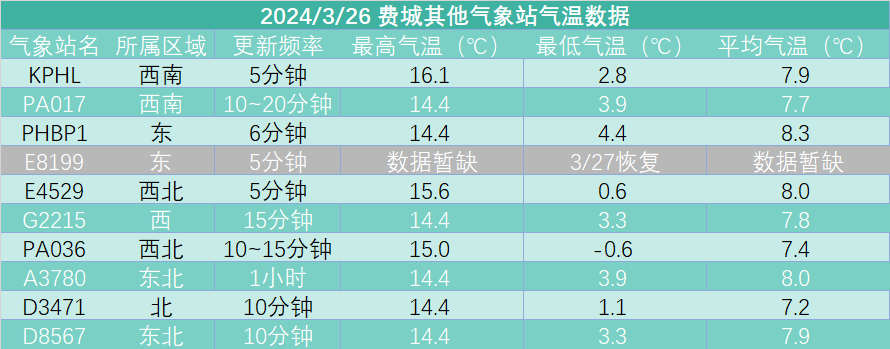 2024/3/26 费城其他气象站气温数据
气象站名 所属区域 更新频率 最高气温（℃） 最低气温（℃） 平均气温（℃）
KPHL 西南 5分钟 16.1 2.8 7.9
PA017 西南 10~20分钟 14.4 3.9 7.7
PHBP1 东 6分钟 14.4 4.4 8.3
E8199 东 5分钟 数据暂缺 3/27恢复 数据暂缺
E4529 西北 5分钟 15.6 0.6 8.0
G2215 西 15分钟 14.4 3.3 7.8
PA036 西北 10~15分钟 15.0 -0.6 7.4
A3780 东北 1小时 14.4 3.9 8.0
D3471 北 10分钟 14.4 1.1 7.2
D8567 东北 10分钟 14.4 3.3 7.9